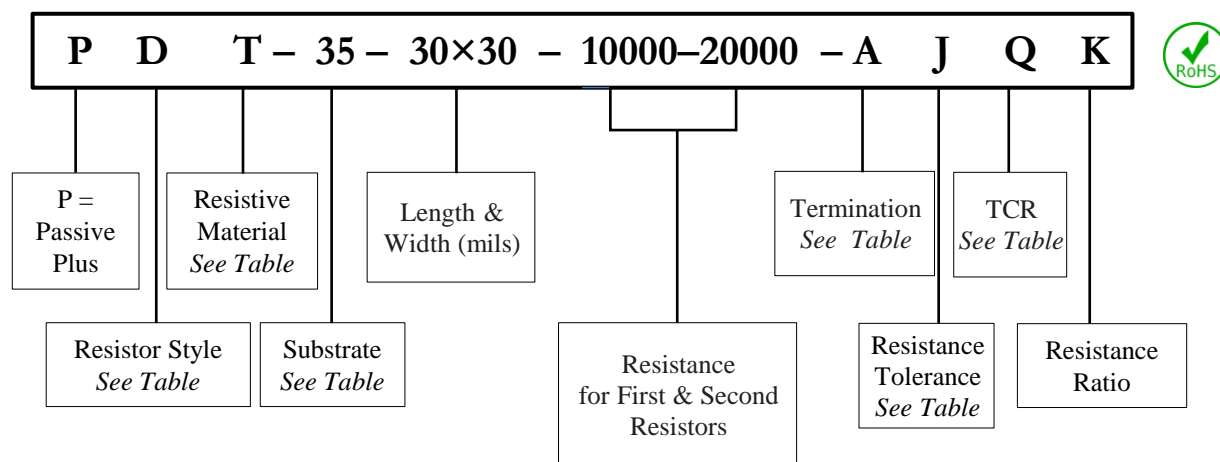 P D T – 35 – 30×30 – 10000–20000 – A J Q K
RoHS
P =
Passive
Plus
Resistive
Material
See Table
Length &
Width (mils)
Termination
See Table
TCR
See Table
Resistor Style
See Table
Substrate
See Table
Resistance
for First & Second
Resistors
Resistance
Tolerance
See Table
Resistance
Ratio